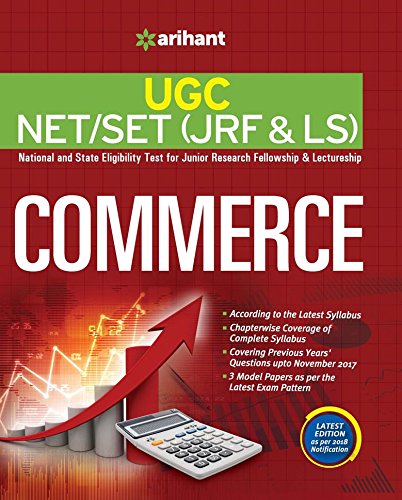 arihant
UGC
NET/SET (JRF & LS)
National and State Eligibility Test for Junior Research Fellowship & Lectureship
COMMERCE
According to the Latest Syllabus
Chapterwise Coverage of
Complete Syllabus
Covering Previous Years'
Questions upto November 2017
3 Model Papers as per the
Latest Exam Pattern
LATEST
EDITION
as per 2018
Notification